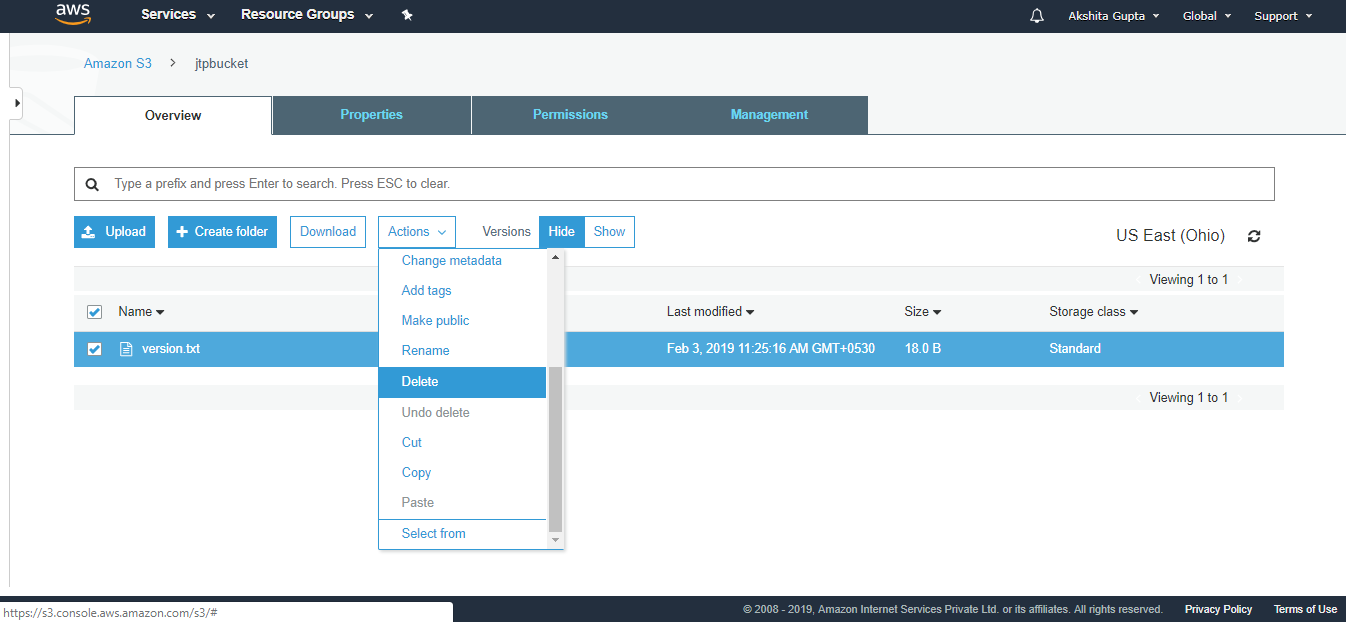 aws Services Resource Groups Akshita Gupta Global Support
Amazon S3 > jtpbucket
Overview Properties Permissions Management
Type a prefix and press Enter to search. Press ESC to clear.
Upload + Create folder Download Actions Versions Hide Show US East (Ohio)
Viewing 1 to 1
Name Last modified Size Storage class
version.txt Feb 3, 2019 11:25:16 AM GMT+0530 18.0 B Standard
Viewing 1 to 1
Change metadata
Add tags
Make public
Rename
Delete
Undo delete
Cut
Copy
Paste
Select from
https://s3.console.aws.amazon.com/s3/# © 2008 - 2019, Amazon Internet Services Private Ltd. or its affiliates. All rights reserved. Privacy Policy Terms of Use